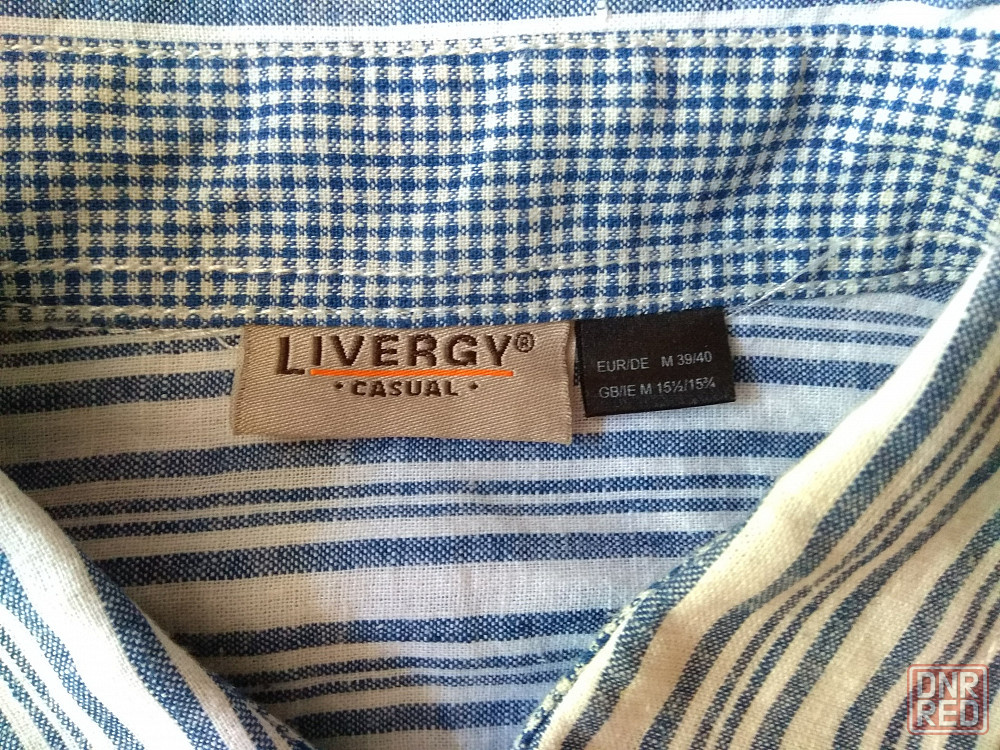 LIVERGY®
• CASUAL •
EUR/DE M 39/40
GB/IE M 15½/15¾
DNR
RED